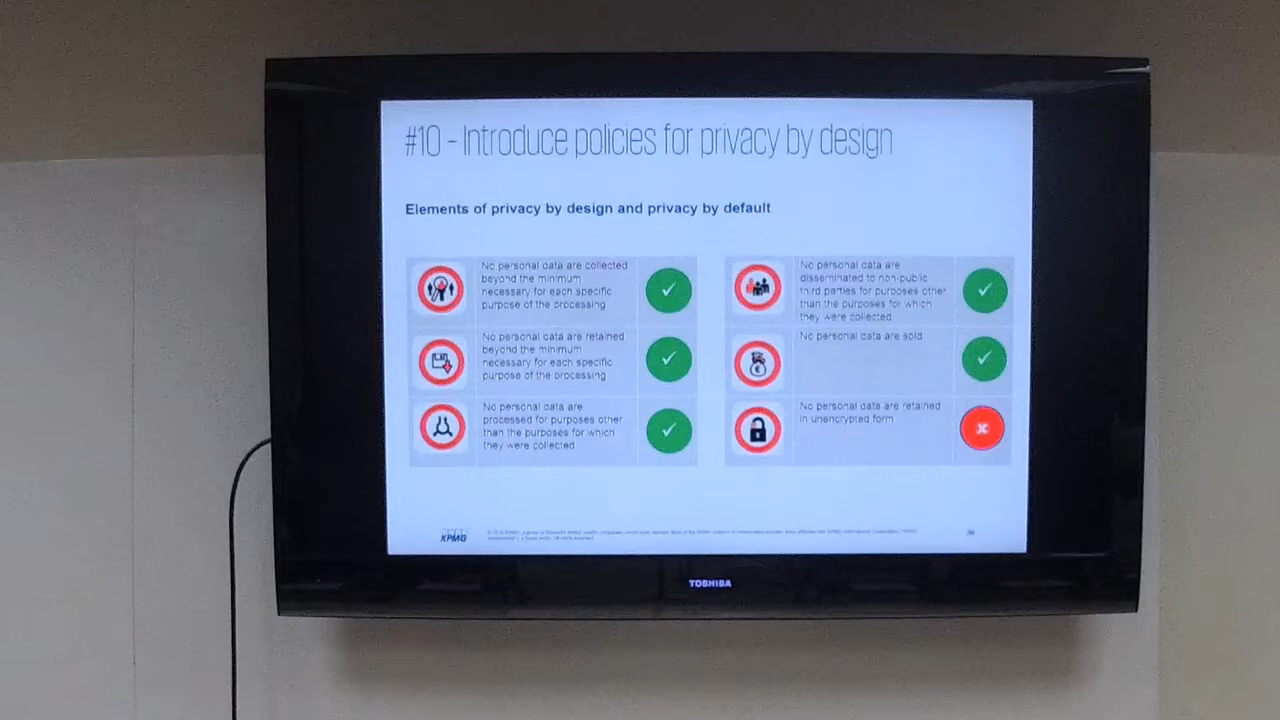 #10 - Introduce policies for privacy by design
Elements of privacy by design and privacy by default
No personal data are collected
beyond the minimum
necessary for each specific
purpose of the processing
No personal data are retained
beyond the minimum
necessary for each specific
purpose of the processing
No personal data are
processed for purposes other
than the purposes for which
they were collected
No personal data are
disseminated to non-public
third parties for purposes other
than the purposes for which
they were collected
No personal data are sold
No personal data are retained
in unencrypted form
KPMG
TOSHIBA